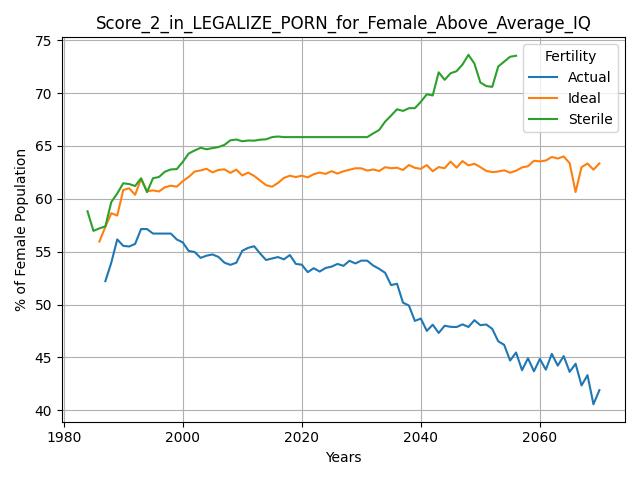 Score_2_in_LEGALIZE_PORN_for_Female_Above_Average_IQ
% of Female Population
75
70
65
60
55
50
45
40
Fertility
Actual
Ideal
Sterile
1980
2000
2020
2040
2060
Years